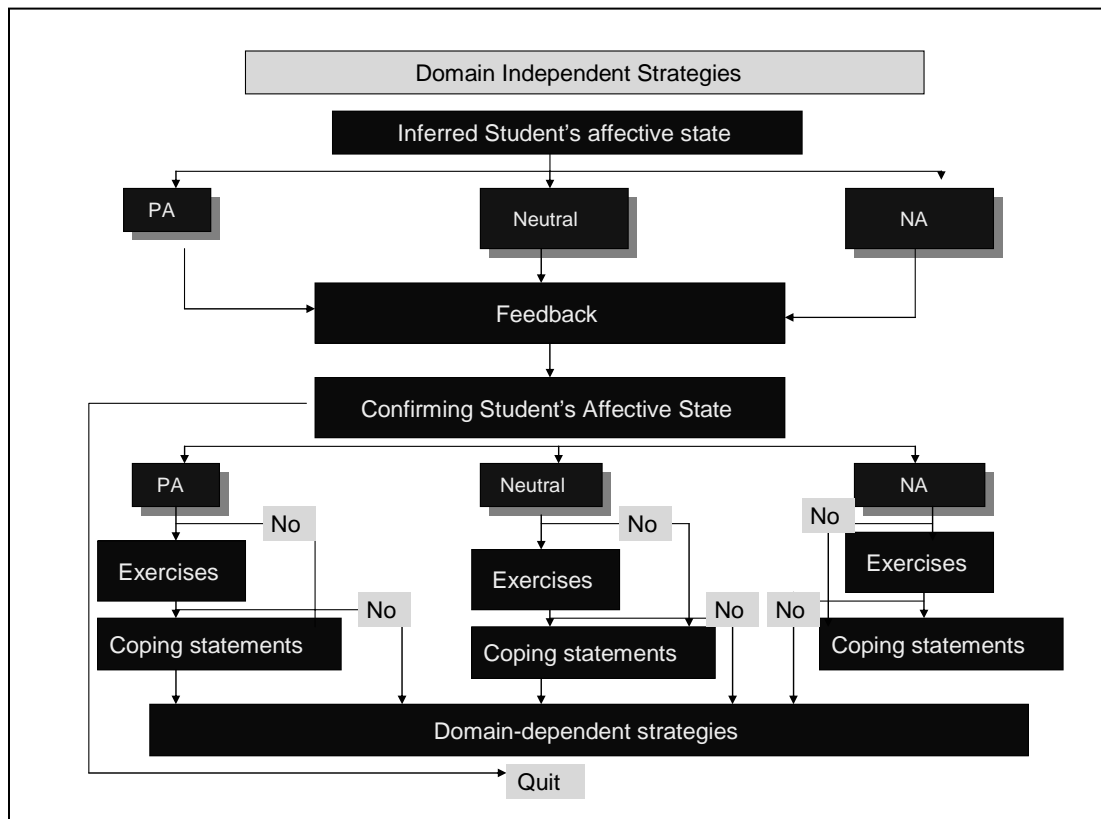 Domain Independent Strategies
Inferred Student's affective state
PA
Neutral
NA
Feedback
Confirming Student's Affective State
PA
Neutral
NA
No
No
No
Exercises
Exercises
Exercises
No
No
No
Coping statements
Coping statements
Coping statements
Domain-dependent strategies
Quit